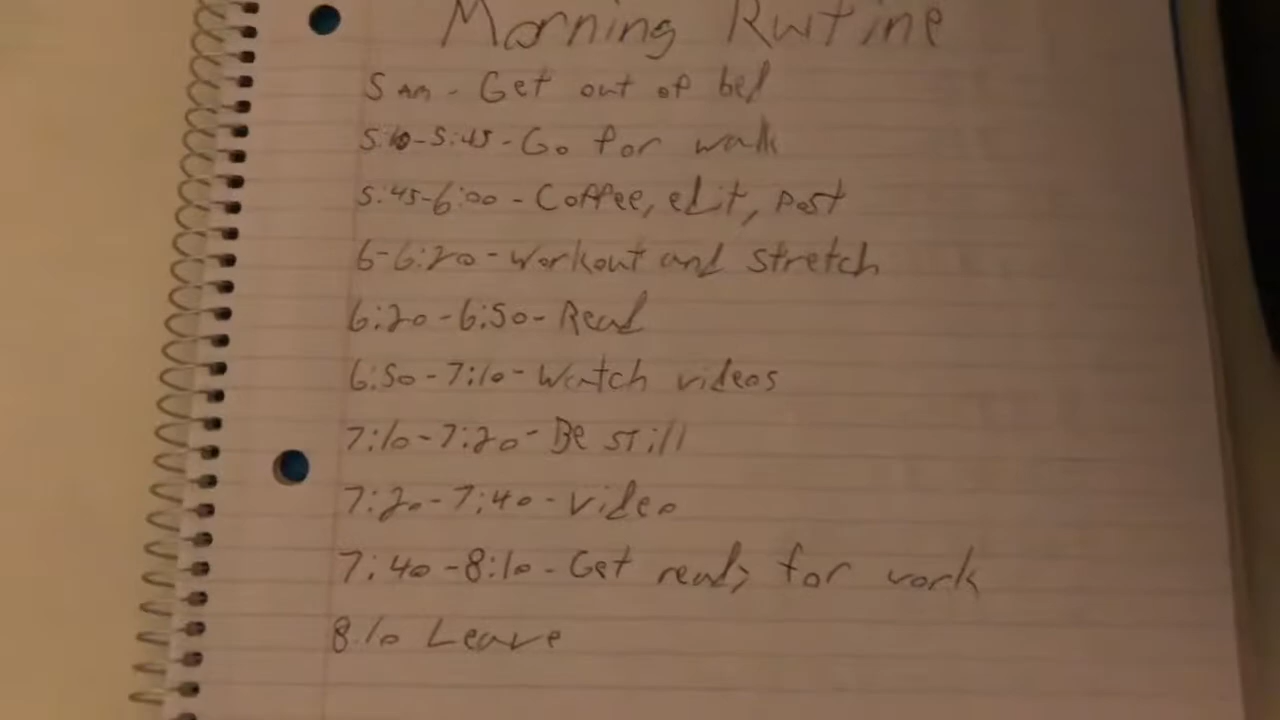 Morning Rutine
5 AM - Get out of bed
5:10-5:45 - Go for walk
5:45-6:00 - Coffee, edit, post
6-6:20 - workout and stretch
6:20-6:50 - Read
6:50-7:10 - Watch videos
7:10-7:20 - Be still
7:20-7:40 - video
7:40-8:10 - Get ready for work
8:10 Leave